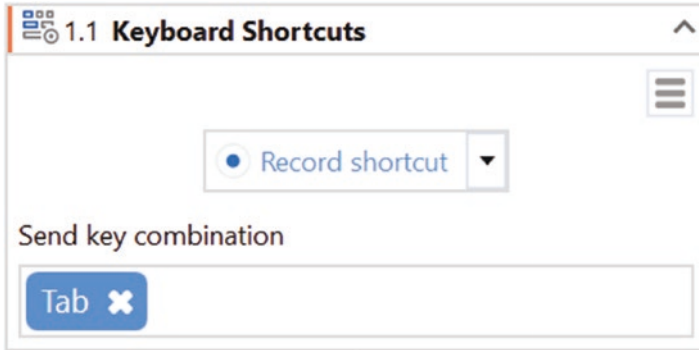 1.1 Keyboard Shortcuts
Record shortcut
Send key combination
Tab